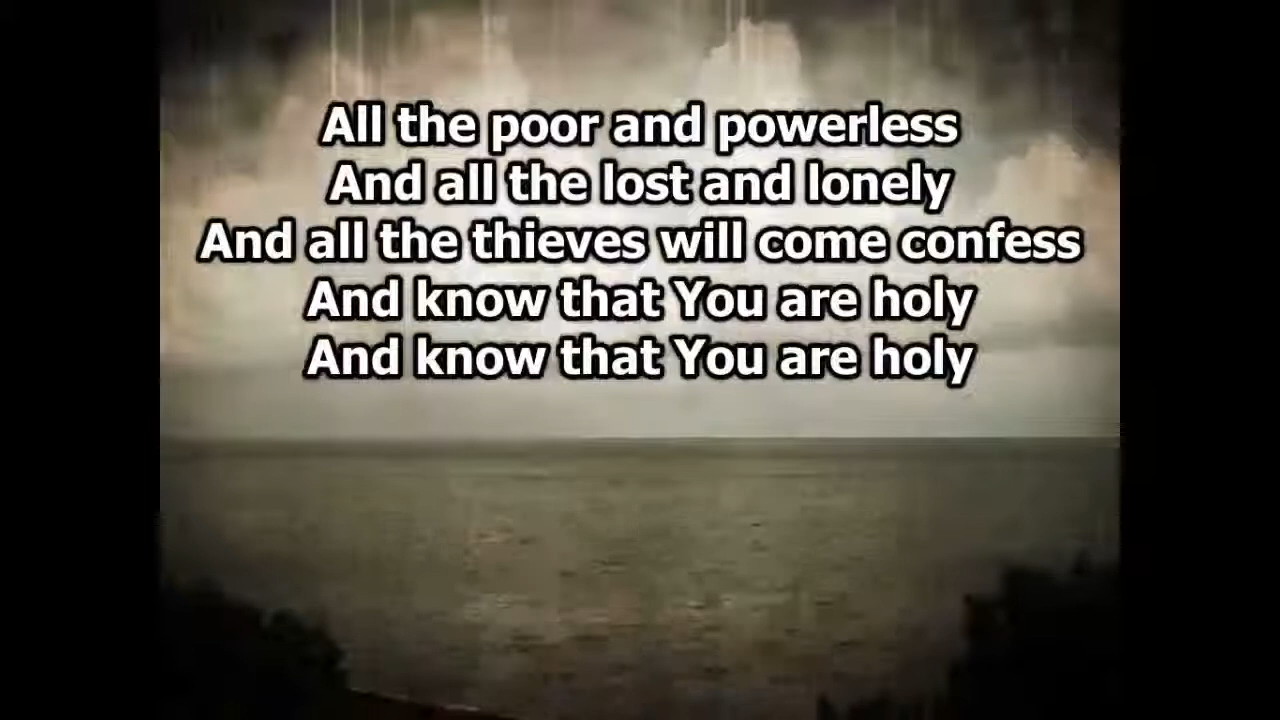 All the poor and powerless
And all the lost and lonely
And all the thieves will come confess
And know that You are holy
And know that You are holy